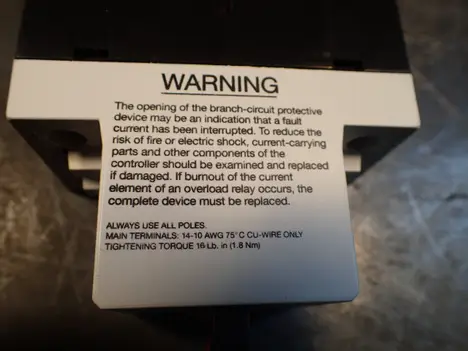 WARNING
The opening of the branch-circuit protective
device may be an indication that a fault
current has been interrupted. To reduce the
risk of fire or electric shock, current-carrying
parts and other components of the
controller should be examined and replaced
if damaged. If burnout of the current
element of an overload relay occurs, the
complete device must be replaced.
ALWAYS USE ALL POLES.
MAIN TERMINALS: 14-10 AWG 75°C CU-WIRE ONLY
TIGHTENING TORQUE 16 Lb. in (1.8 Nm)